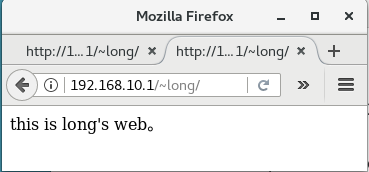 Mozilla Firefox
http://1...1/~long/ http://1...1/~long/
192.168.10.1/~long/
this is long's web。